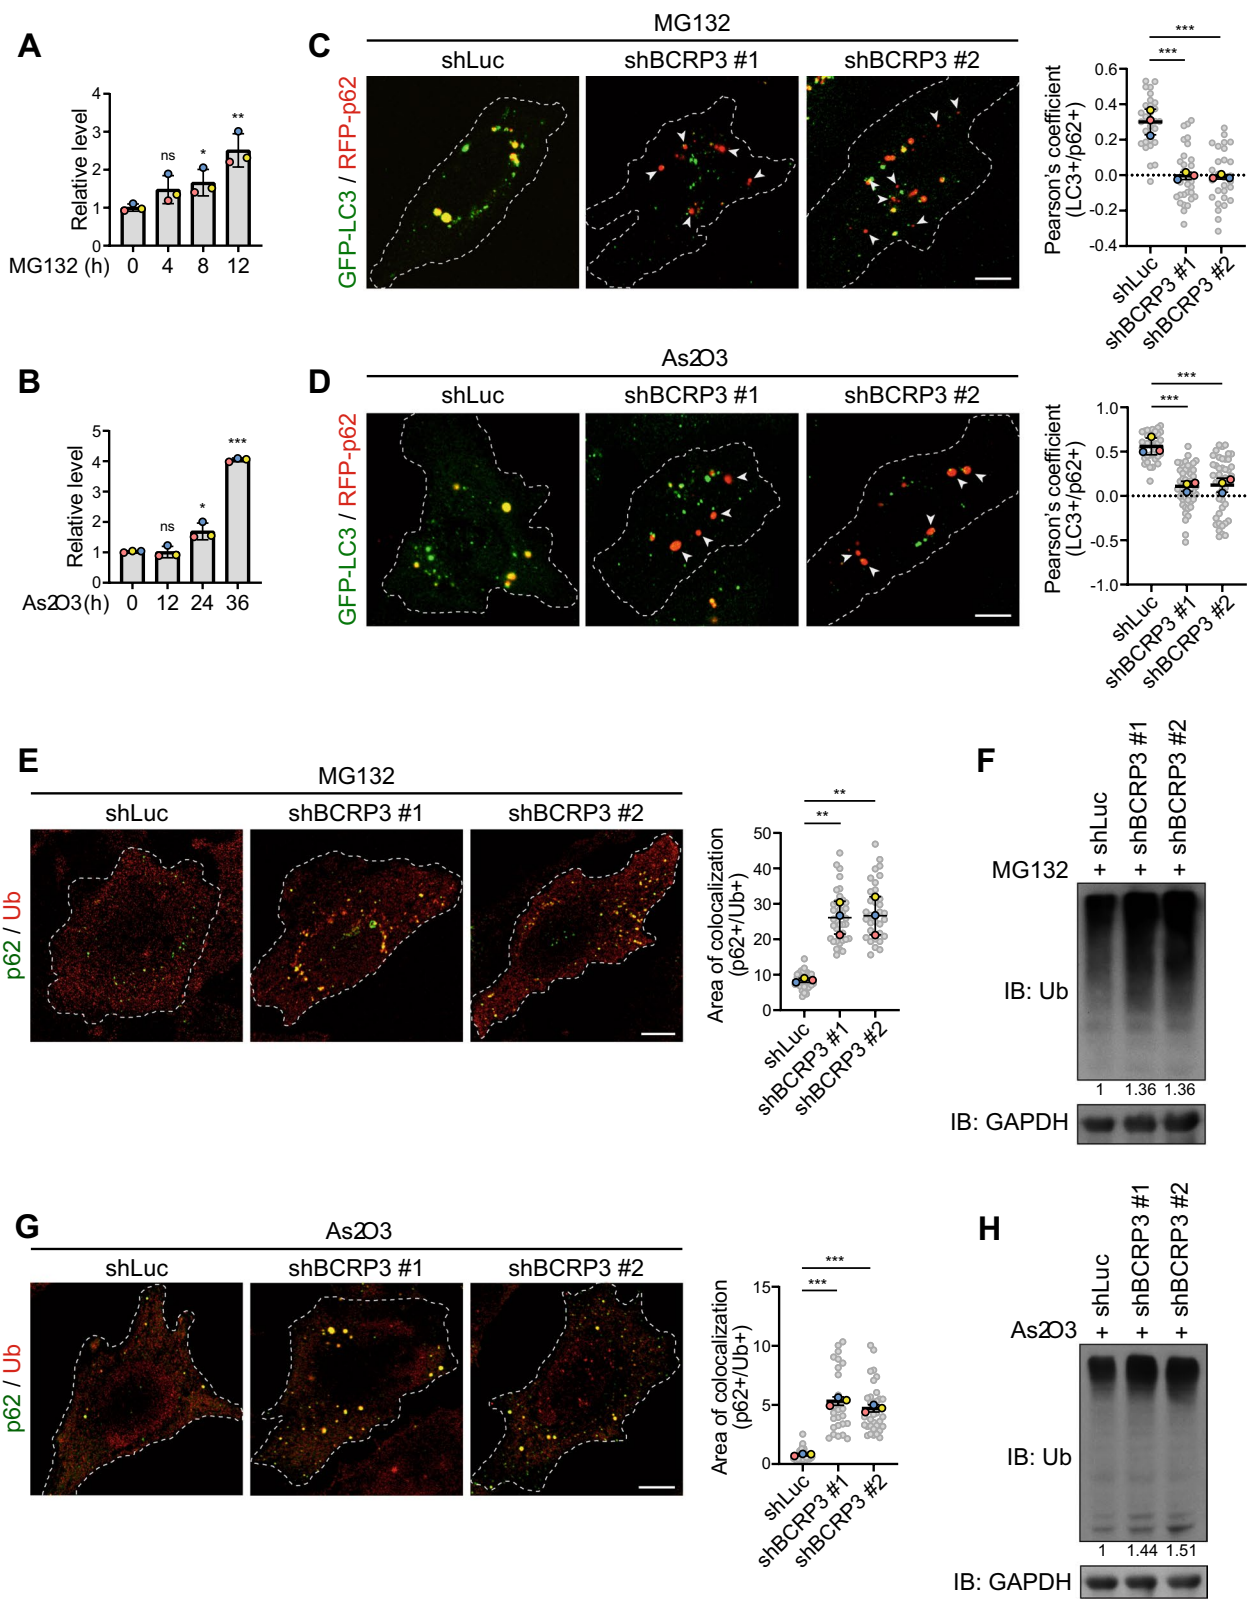 A
Relative level
4
3
2
1
0
ns
*
**
MG132 (h) 0 4 8 12
B
Relative level
5
4
3
2
1
0
ns
*
***
As2O3(h) 0 12 24 36
C
MG132
shLuc shBCRP3 #1 shBCRP3 #2
GFP-LC3 / RFP-p62
Pearson's coefficient
(LC3+/p62+)
***
***
0.6
0.4
0.2
0.0
-0.2
-0.4
shLuc
shBCRP3 #1
shBCRP3 #2
D
As2O3
shLuc shBCRP3 #1 shBCRP3 #2
GFP-LC3 / RFP-p62
Pearson's coefficient
(LC3+/p62+)
***
***
1.0
0.5
0.0
-0.5
-1.0
shLuc
shBCRP3 #1
shBCRP3 #2
E
MG132
shLuc shBCRP3 #1 shBCRP3 #2
p62 / Ub
Area of colocalization
(p62+/Ub+)
**
**
50
40
30
20
10
0
shLuc
shBCRP3 #1
shBCRP3 #2
F
shLuc
shBCRP3 #1
shBCRP3 #2
MG132 + + +
IB: Ub
1 1.36 1.36
IB: GAPDH
G
As2O3
shLuc shBCRP3 #1 shBCRP3 #2
p62 / Ub
Area of colocalization
(p62+/Ub+)
***
***
15
10
5
0
shLuc
shBCRP3 #1
shBCRP3 #2
H
shLuc
shBCRP3 #1
shBCRP3 #2
As2O3 + + +
IB: Ub
1 1.44 1.51
IB: GAPDH